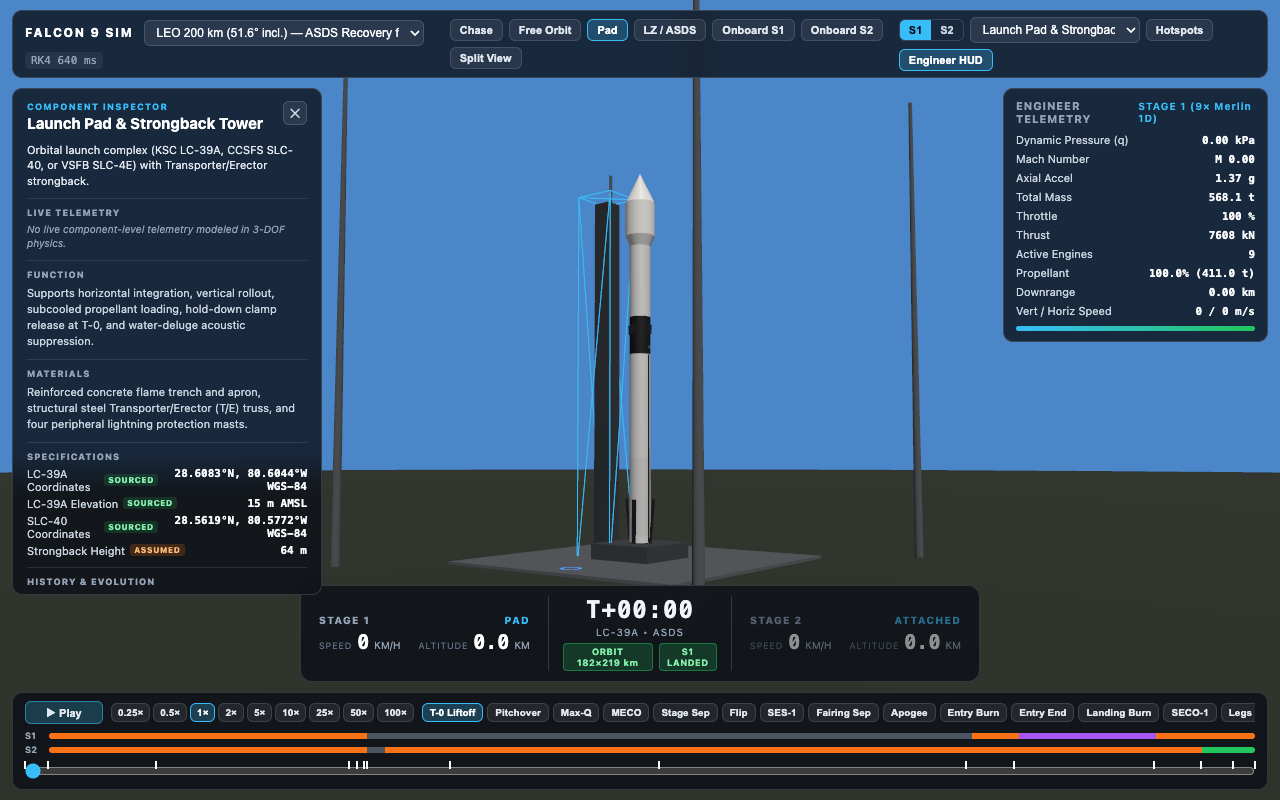 FALCON 9 SIM
LEO 200 km (51.6° incl.) — ASDS Recovery f
RK4 640 ms
Chase
Free Orbit
Pad
LZ / ASDS
Onboard S1
Onboard S2
Split View
S1
S2
Launch Pad & Strongbac
Hotspots
Engineer HUD
COMPONENT INSPECTOR
Launch Pad & Strongback Tower
Orbital launch complex (KSC LC-39A, CCSFS SLC-
40, or VSFB SLC-4E) with Transporter/Erector
strongback.
LIVE TELEMETRY
No live component-level telemetry modeled in 3-DOF
physics.
FUNCTION
Supports horizontal integration, vertical rollout,
subcooled propellant loading, hold-down clamp
release at T-0, and water-deluge acoustic
suppression.
MATERIALS
Reinforced concrete flame trench and apron,
structural steel Transporter/Erector (T/E) truss, and
four peripheral lightning protection masts.
SPECIFICATIONS
LC-39A Coordinates SOURCED 28.6083°N, 80.6044°W WGS-84
LC-39A Elevation SOURCED 15 m AMSL
SLC-40 Coordinates SOURCED 28.5619°N, 80.5772°W WGS-84
Strongback Height ASSUMED 64 m
HISTORY & EVOLUTION
ENGINEER TELEMETRY
STAGE 1 (9× Merlin 1D)
Dynamic Pressure (q) 0.00 kPa
Mach Number M 0.00
Axial Accel 1.37 g
Total Mass 568.1 t
Throttle 100 %
Thrust 7608 kN
Active Engines 9
Propellant 100.0% (411.0 t)
Downrange 0.00 km
Vert / Horiz Speed 0 / 0 m/s
STAGE 1 PAD
SPEED 0 KM/H ALTITUDE 0.0 KM
T+00:00
LC-39A • ASDS
ORBIT
182×219 km
S1
LANDED
STAGE 2 ATTACHED
SPEED 0 KM/H ALTITUDE 0.0 KM
▶ Play
0.25×
0.5×
1×
2×
5×
10×
25×
50×
100×
T-0 Liftoff
Pitchover
Max-Q
MECO
Stage Sep
Flip
SES-1
Fairing Sep
Apogee
Entry Burn
Entry End
Landing Burn
SECO-1
Legs
S1
S2